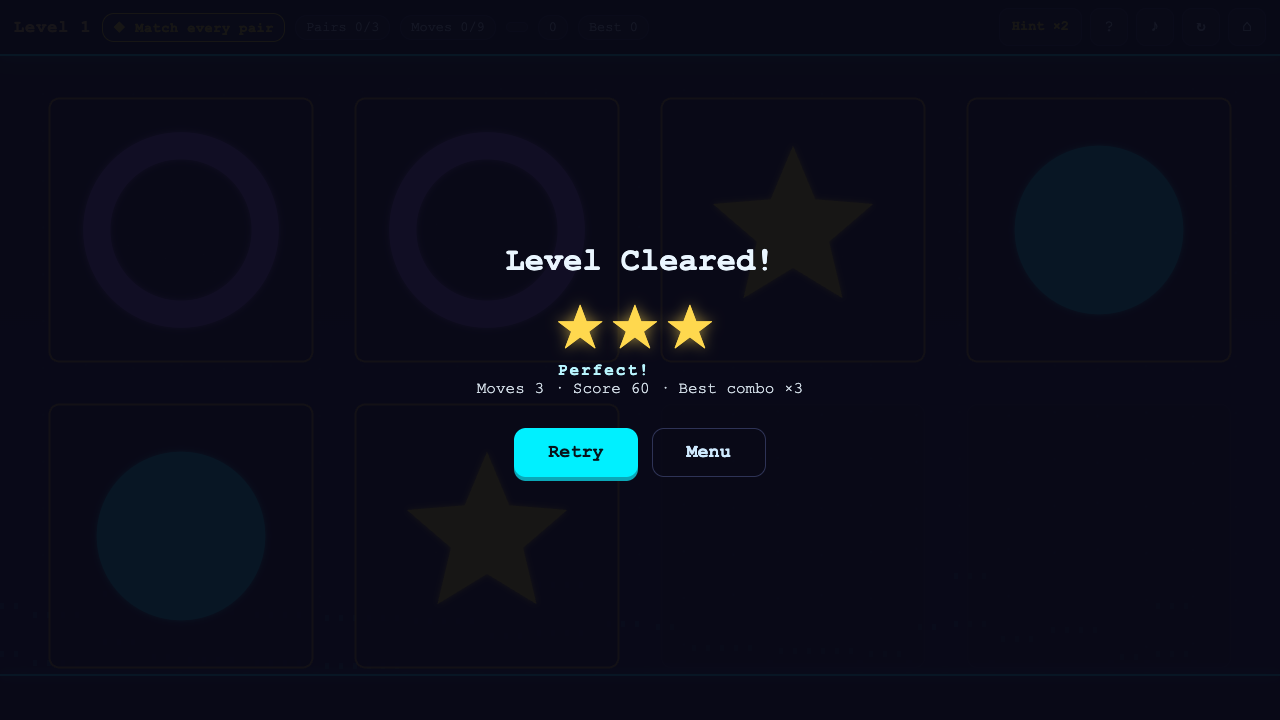 Level 1 ◆ Match every pair Pairs 0/3 Moves 0/9 0 Best 0 Hint ×2 ? ♪ ↻ ⌂
Level Cleared!
Perfect!
Moves 3 · Score 60 · Best combo ×3
Retry Menu